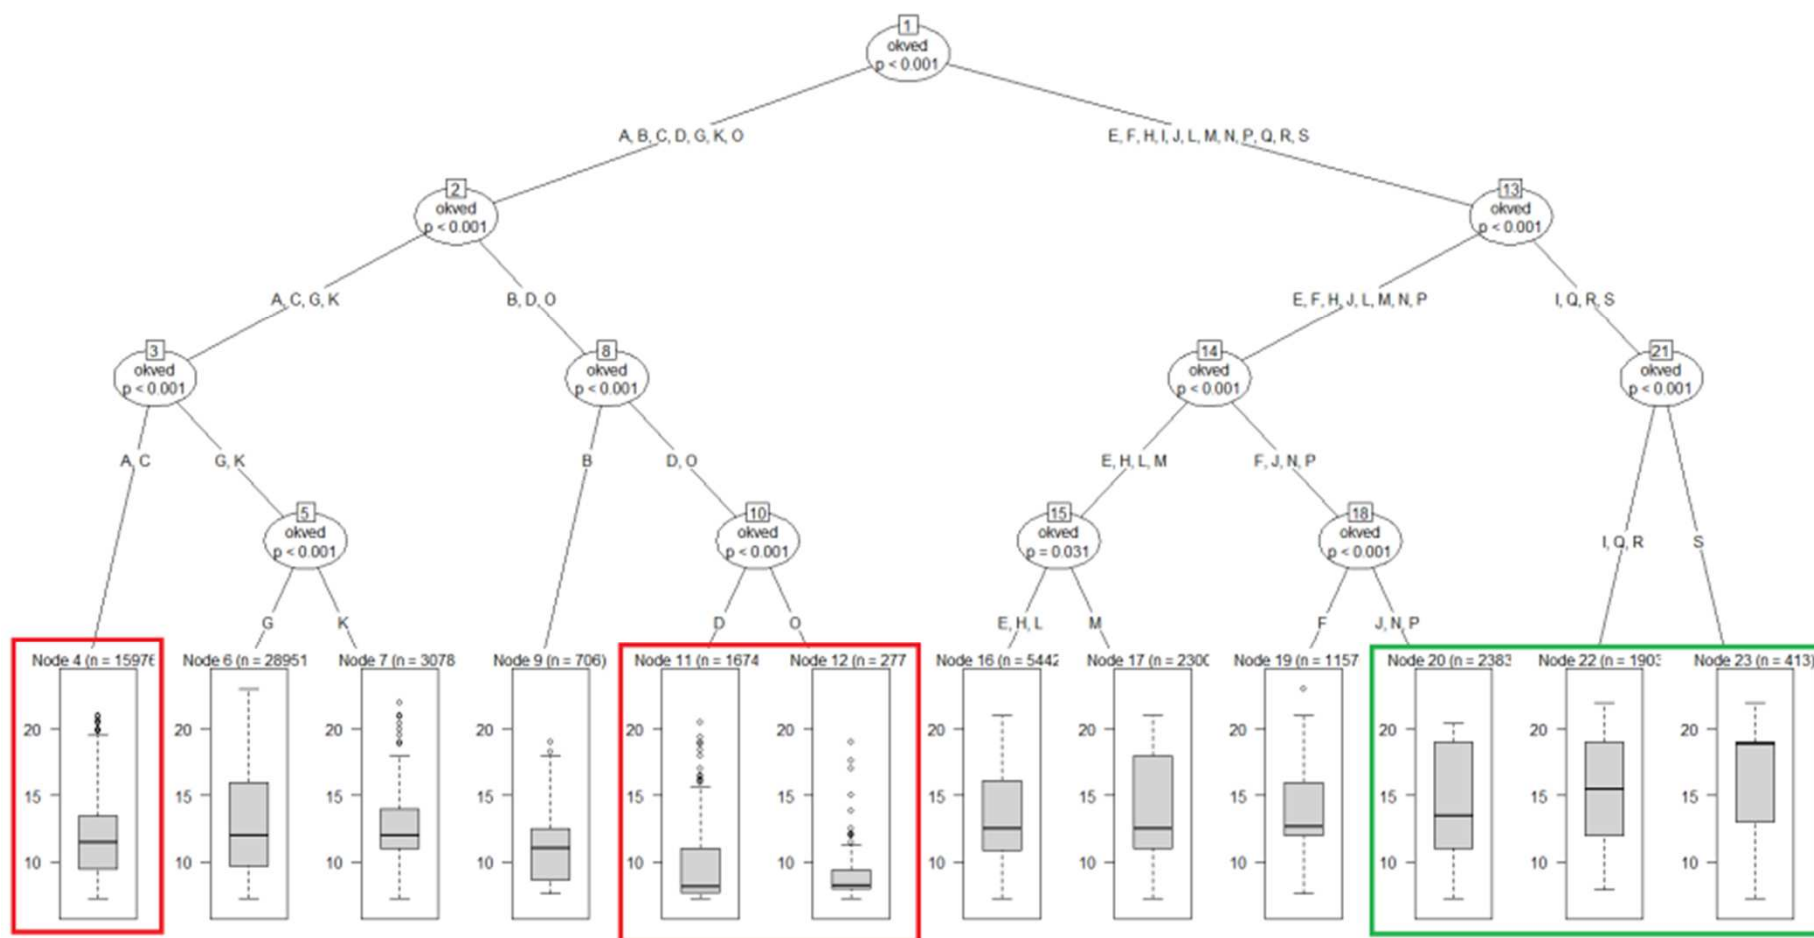 1
okved
p < 0.001
A, B, C, D, G, K, O
E, F, H, I, J, L, M, N, P, Q, R, S
2
okved
p < 0.001
13
okved
p < 0.001
A, C, G, K
B, D, O
E, F, H, J, L, M, N, P
I, Q, R, S
3
okved
p < 0.001
8
okved
p < 0.001
14
okved
p < 0.001
21
okved
p < 0.001
A, C
G, K
B
D, O
E, H, L, M
F, J, N, P
5
okved
p < 0.001
10
okved
p < 0.001
15
okved
p = 0.031
18
okved
p < 0.001
I, Q, R
S
G
K
D
O
E, H, L
M
F
J, N, P
Node 4 (n = 15976
Node 6 (n = 28951
Node 7 (n = 3078
Node 9 (n = 706)
Node 11 (n = 1674
Node 12 (n = 277
Node 16 (n = 5442
Node 17 (n = 2300
Node 19 (n = 1157
Node 20 (n = 2383
Node 22 (n = 1903
Node 23 (n = 413)
20
15
10
20
15
10
20
15
10
20
15
10
20
15
10
20
15
10
20
15
10
20
15
10
20
15
10
20
15
10
20
15
10
20
15
10